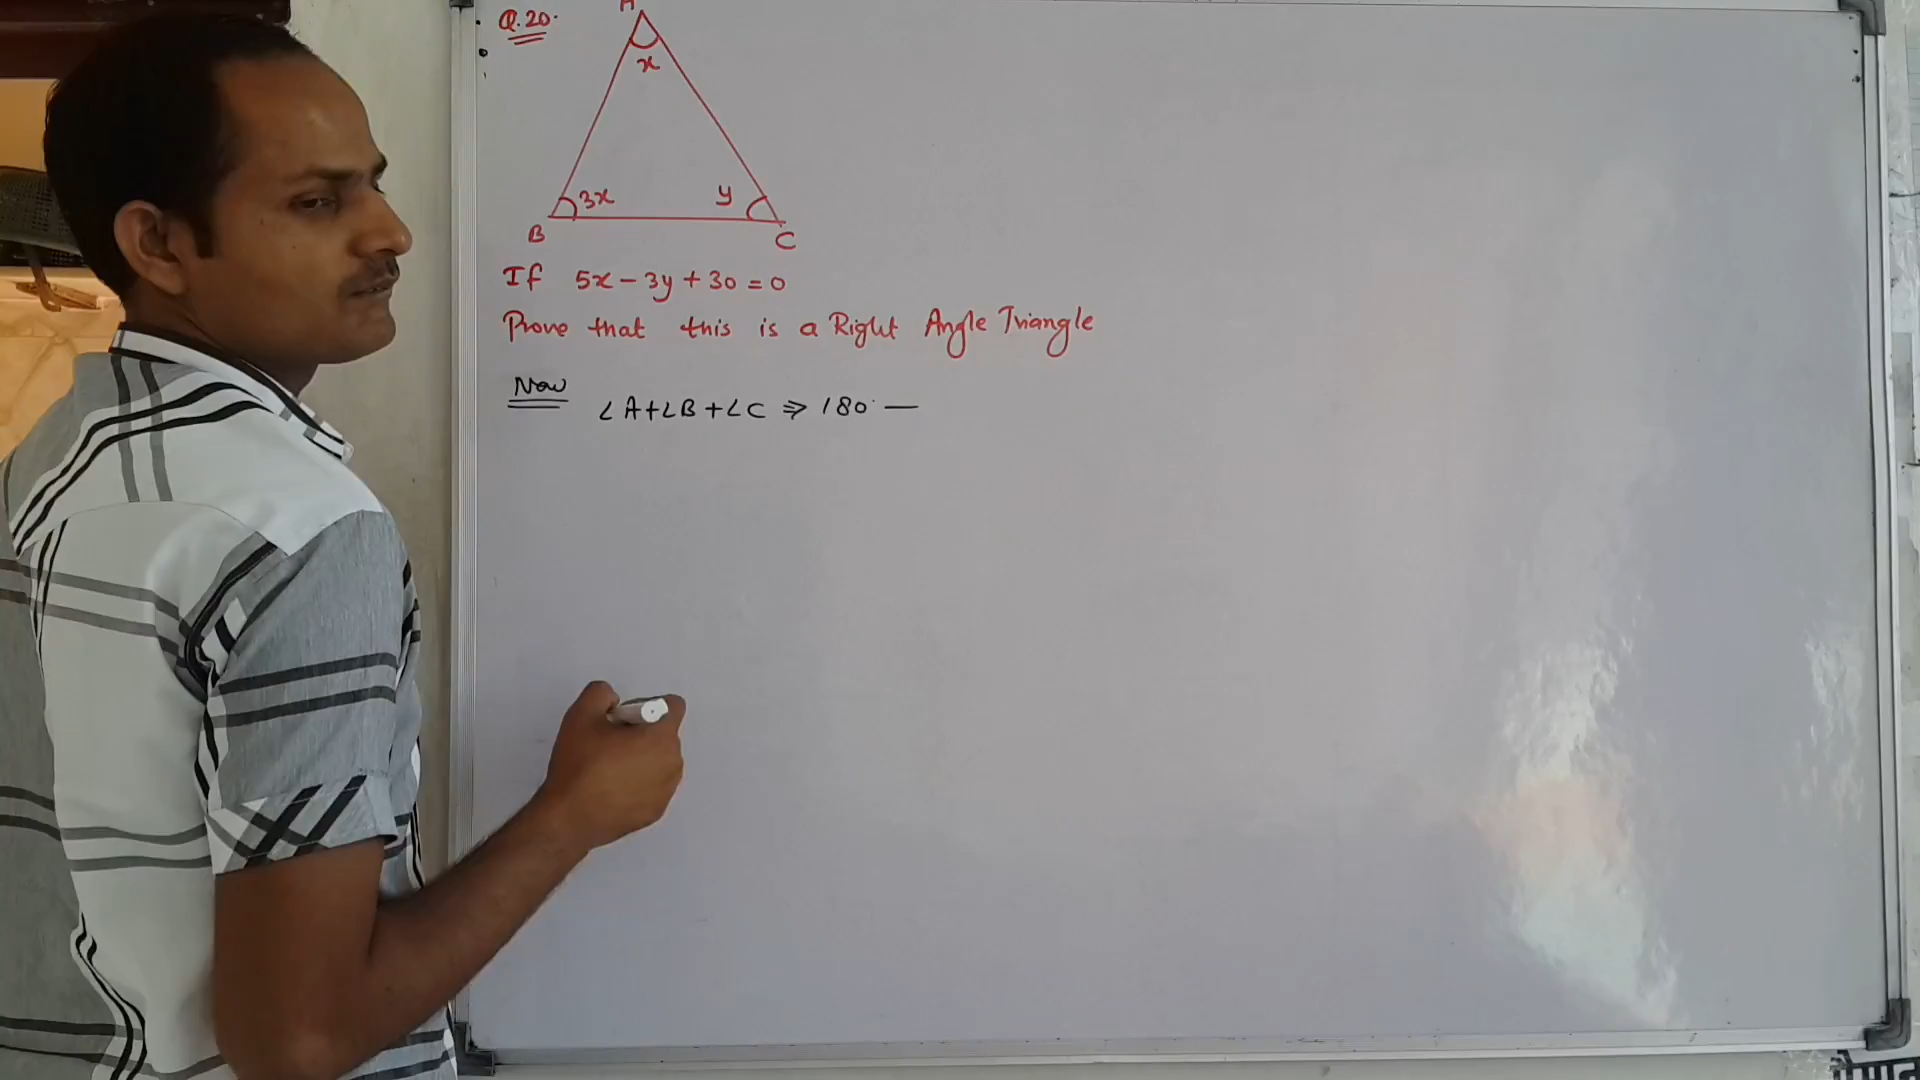 Q.20.
A
x
3x y
B C
If 5x - 3y + 30 = 0
Prove that this is a Right Angle Triangle
Now ∠A+∠B+∠C ⇒ 180° —